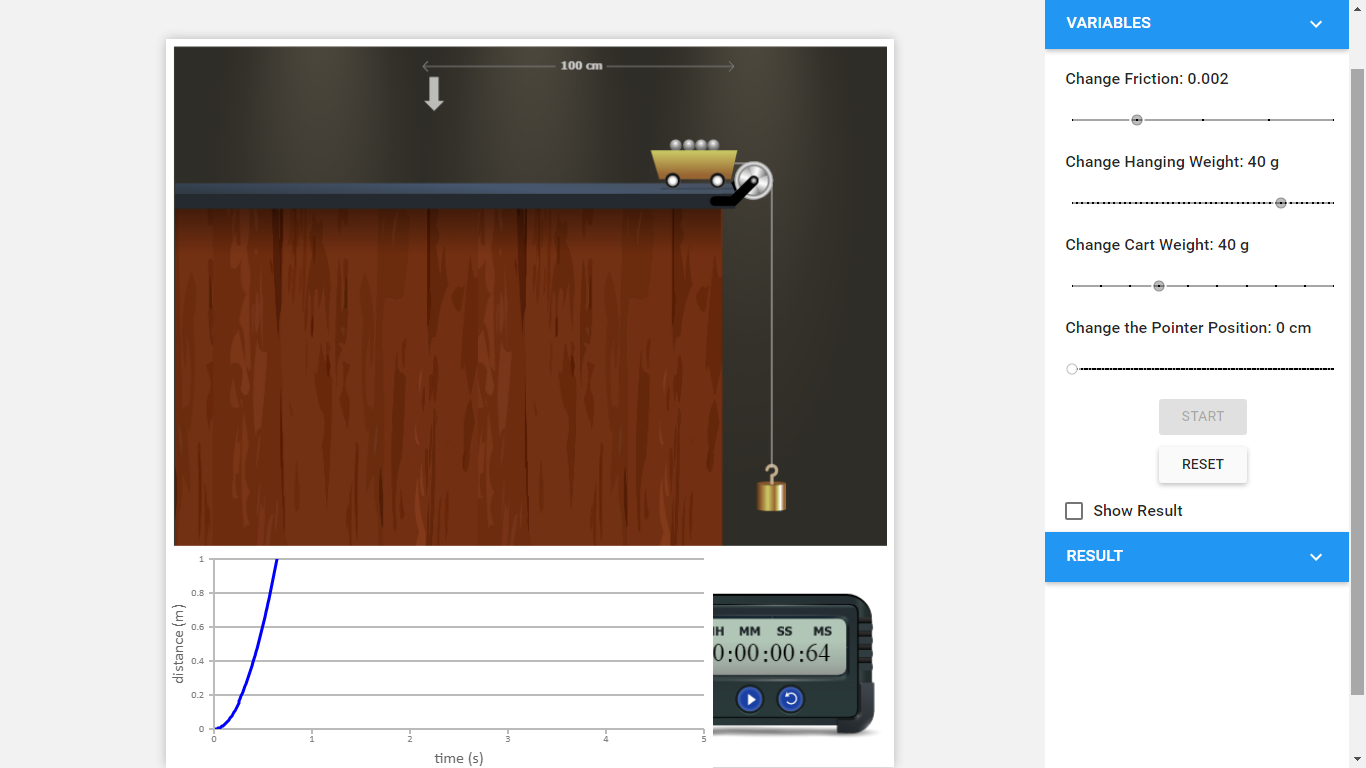 100 cm
1
0.8
0.6
0.4
0.2
0
distance (m)
0 1 2 3 4 5
time (s)
HH MM SS MS
0:00:00:64
VARIABLES
Change Friction: 0.002
Change Hanging Weight: 40 g
Change Cart Weight: 40 g
Change the Pointer Position: 0 cm
START
RESET
Show Result
RESULT